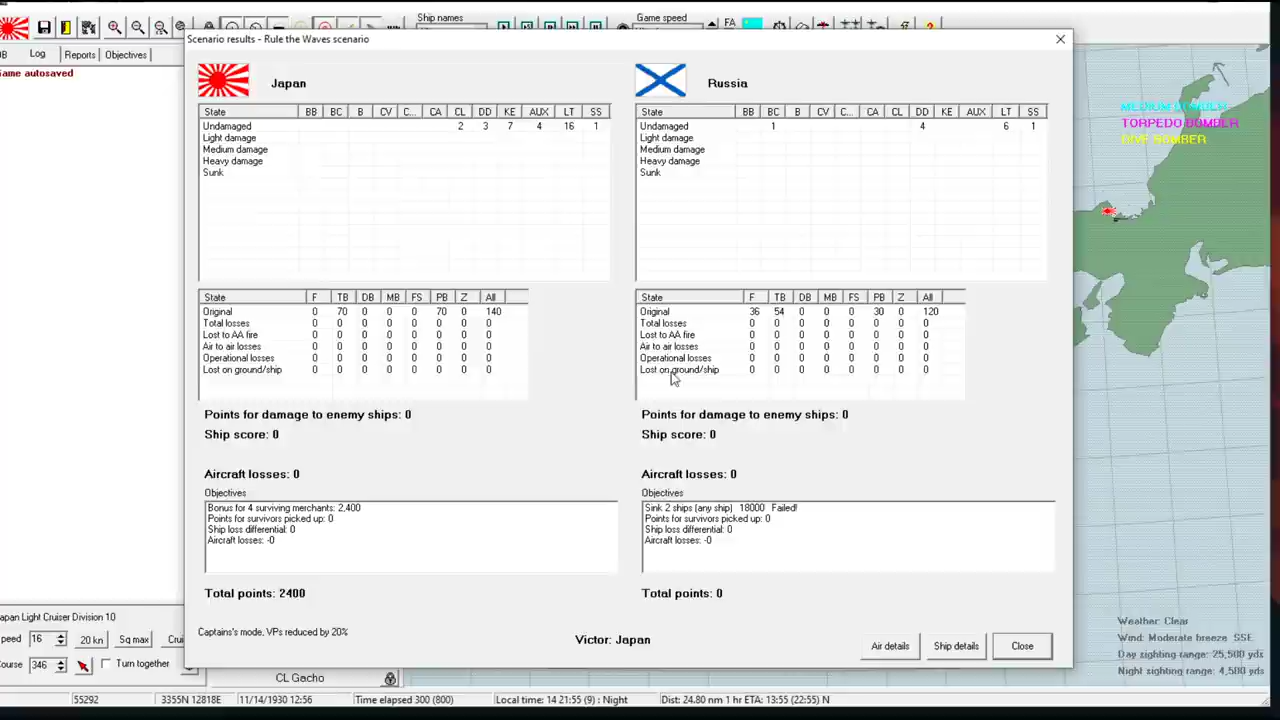 Ship names
Game speed
FA
Scenario results - Rule the Waves scenario
Log
Reports
Objectives
ame autosaved
Japan
State BB BC B CV C... CA CL DD KE AUX LT SS
Undamaged 2 3 7 4 16 1
Light damage
Medium damage
Heavy damage
Sunk
State F TB DB MB FS PB Z All
Original 0 70 0 0 0 70 0 140
Total losses 0 0 0 0 0 0 0 0
Lost to AA fire 0 0 0 0 0 0 0 0
Air to air losses 0 0 0 0 0 0 0 0
Operational losses 0 0 0 0 0 0 0 0
Lost on ground/ship 0 0 0 0 0 0 0 0
Points for damage to enemy ships: 0
Ship score: 0
Aircraft losses: 0
Objectives
Bonus for 4 surviving merchants: 2,400
Points for survivors picked up: 0
Ship loss differential: 0
Aircraft losses: -0
Total points: 2400
Captains's mode, VPs reduced by 20%
Russia
State BB BC B CV C... CA CL DD KE AUX LT SS
Undamaged 1 4 6 1
Light damage
Medium damage
Heavy damage
Sunk
State F TB DB MB FS PB Z All
Original 36 54 0 0 0 30 0 120
Total losses 0 0 0 0 0 0 0 0
Lost to AA fire 0 0 0 0 0 0 0 0
Air to air losses 0 0 0 0 0 0 0 0
Operational losses 0 0 0 0 0 0 0 0
Lost on ground/ship 0 0 0 0 0 0 0 0
Points for damage to enemy ships: 0
Ship score: 0
Aircraft losses: 0
Objectives
Sink 2 ships (any ship) 18000 Failed!
Points for survivors picked up: 0
Ship loss differential: 0
Aircraft losses: -0
Total points: 0
Victor: Japan
Air details
Ship details
Close
MEDIUM BOMBER
TORPEDO BOMBER
DIVE BOMBER
Weather: Clear
Wind: Moderate breeze SSE
Day sighting range: 25,500 yds
Night sighting range: 4,500 yds
apan Light Cruiser Division 10
peed 16 20 kn Sq max Crui
ourse 346 Turn together
CL Gacho
55292 3355N 12818E 11/14/1930 12:56 Time elapsed 300 (800) Local time: 14 21:55 (9) : Night Dist: 24.80 nm 1 hr ETA: 13:55 (22:55) N